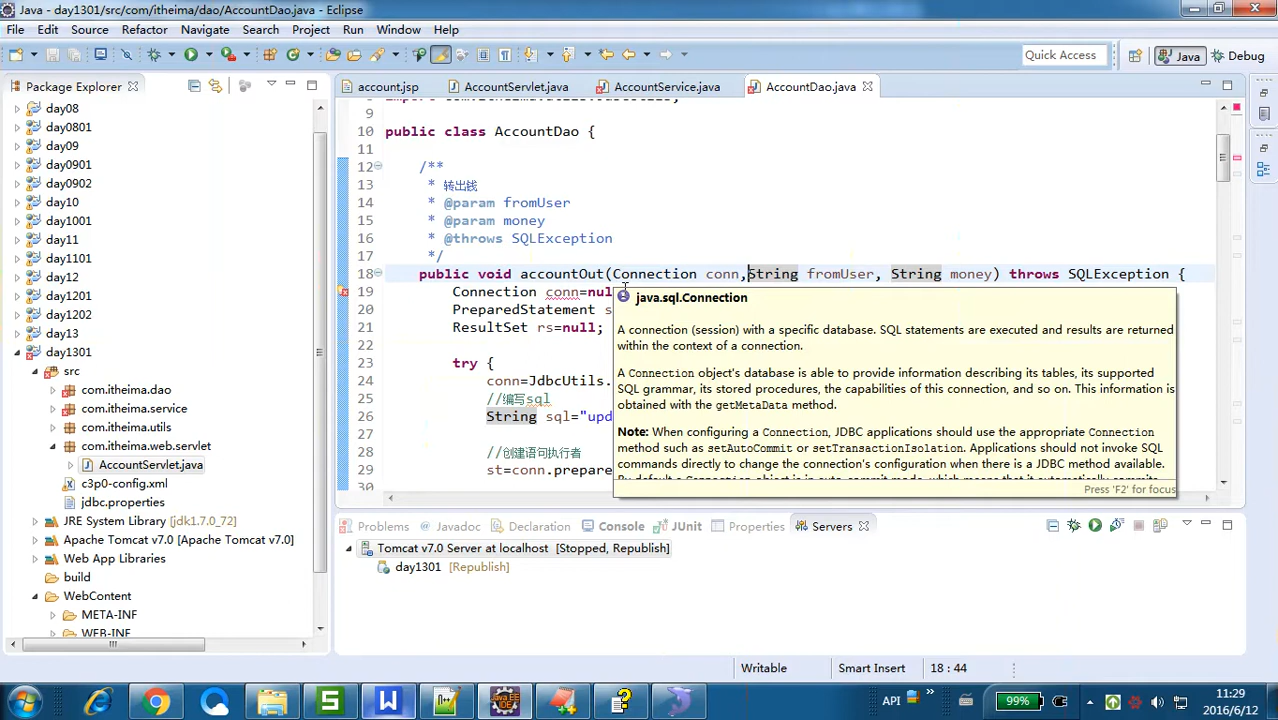 Java - day1301/src/com/itheima/dao/AccountDao.java - Eclipse
File Edit Source Refactor Navigate Search Project Run Window Help
Quick Access Java Debug
Package Explorer
day08
day0801
day09
day0901
day0902
day10
day1001
day11
day1101
day12
day1201
day13
day1301
src
com.itheima.dao
com.itheima.service
com.itheima.utils
com.itheima.web.servlet
AccountServlet.java
c3p0-config.xml
jdbc.properties
JRE System Library [jdk1.7.0_72]
Apache Tomcat v7.0 [Apache Tomcat v7.0]
Web App Libraries
build
WebContent
META-INF
WEB-INF
account.jsp AccountServlet.java AccountService.java AccountDao.java
9
10 public class AccountDao {
11
12 /**
13 * 转出钱
14 * @param fromUser
15 * @param money
16 * @throws SQLException
17 */
18 public void accountOut(Connection conn,String fromUser, String money) throws SQLException {
19 Connection conn=nul
20 PreparedStatement s
21 ResultSet rs=null;
22
23 try {
24 conn=JdbcUtils.
25 //编写sql
26 String sql="upd
27
28 //创建语句执行者
29 st=conn.prepare
30
java.sql.Connection
A connection (session) with a specific database. SQL statements are executed and results are returned
within the context of a connection.
A Connection object's database is able to provide information describing its tables, its supported
SQL grammar, its stored procedures, the capabilities of this connection, and so on. This information is
obtained with the getMetaData method.
Note: When configuring a Connection, JDBC applications should use the appropriate Connection
method such as setAutoCommit or setTransactionIsolation. Applications should not invoke SQL
commands directly to change the connection's configuration when there is a JDBC method available.
Press 'F2' for focus
Problems Javadoc Declaration Console JUnit Properties Servers
Tomcat v7.0 Server at localhost [Stopped, Republish]
day1301 [Republish]
Writable Smart Insert 18 : 44
API 99% 11:29
2016/6/12